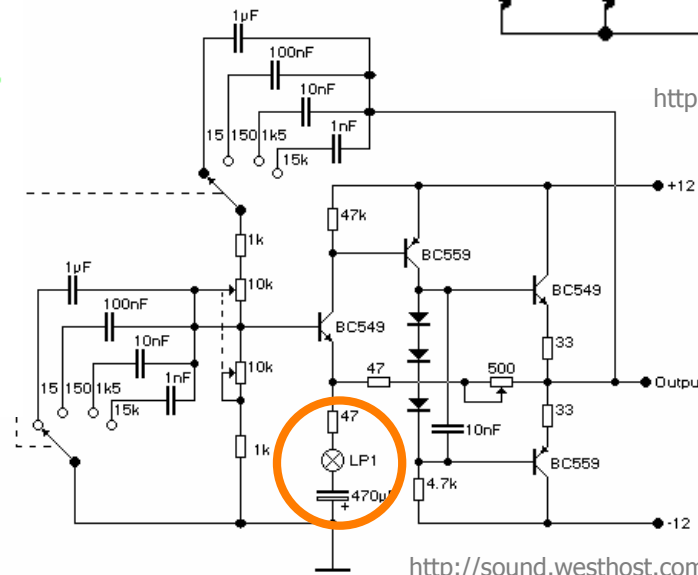 1µF
100nF
http
10nF
1nF
15 150 1k5
15k
+12
47k
1k
BC559
1µF
10k
BC549
100nF
BC549
10nF
33
1nF
10k
47
500
15 150 1k5
Outpu
15k
47
33
10nF
1k
LP1
BC559
470µ
4.7k
+
-12
http://sound.westhost.com